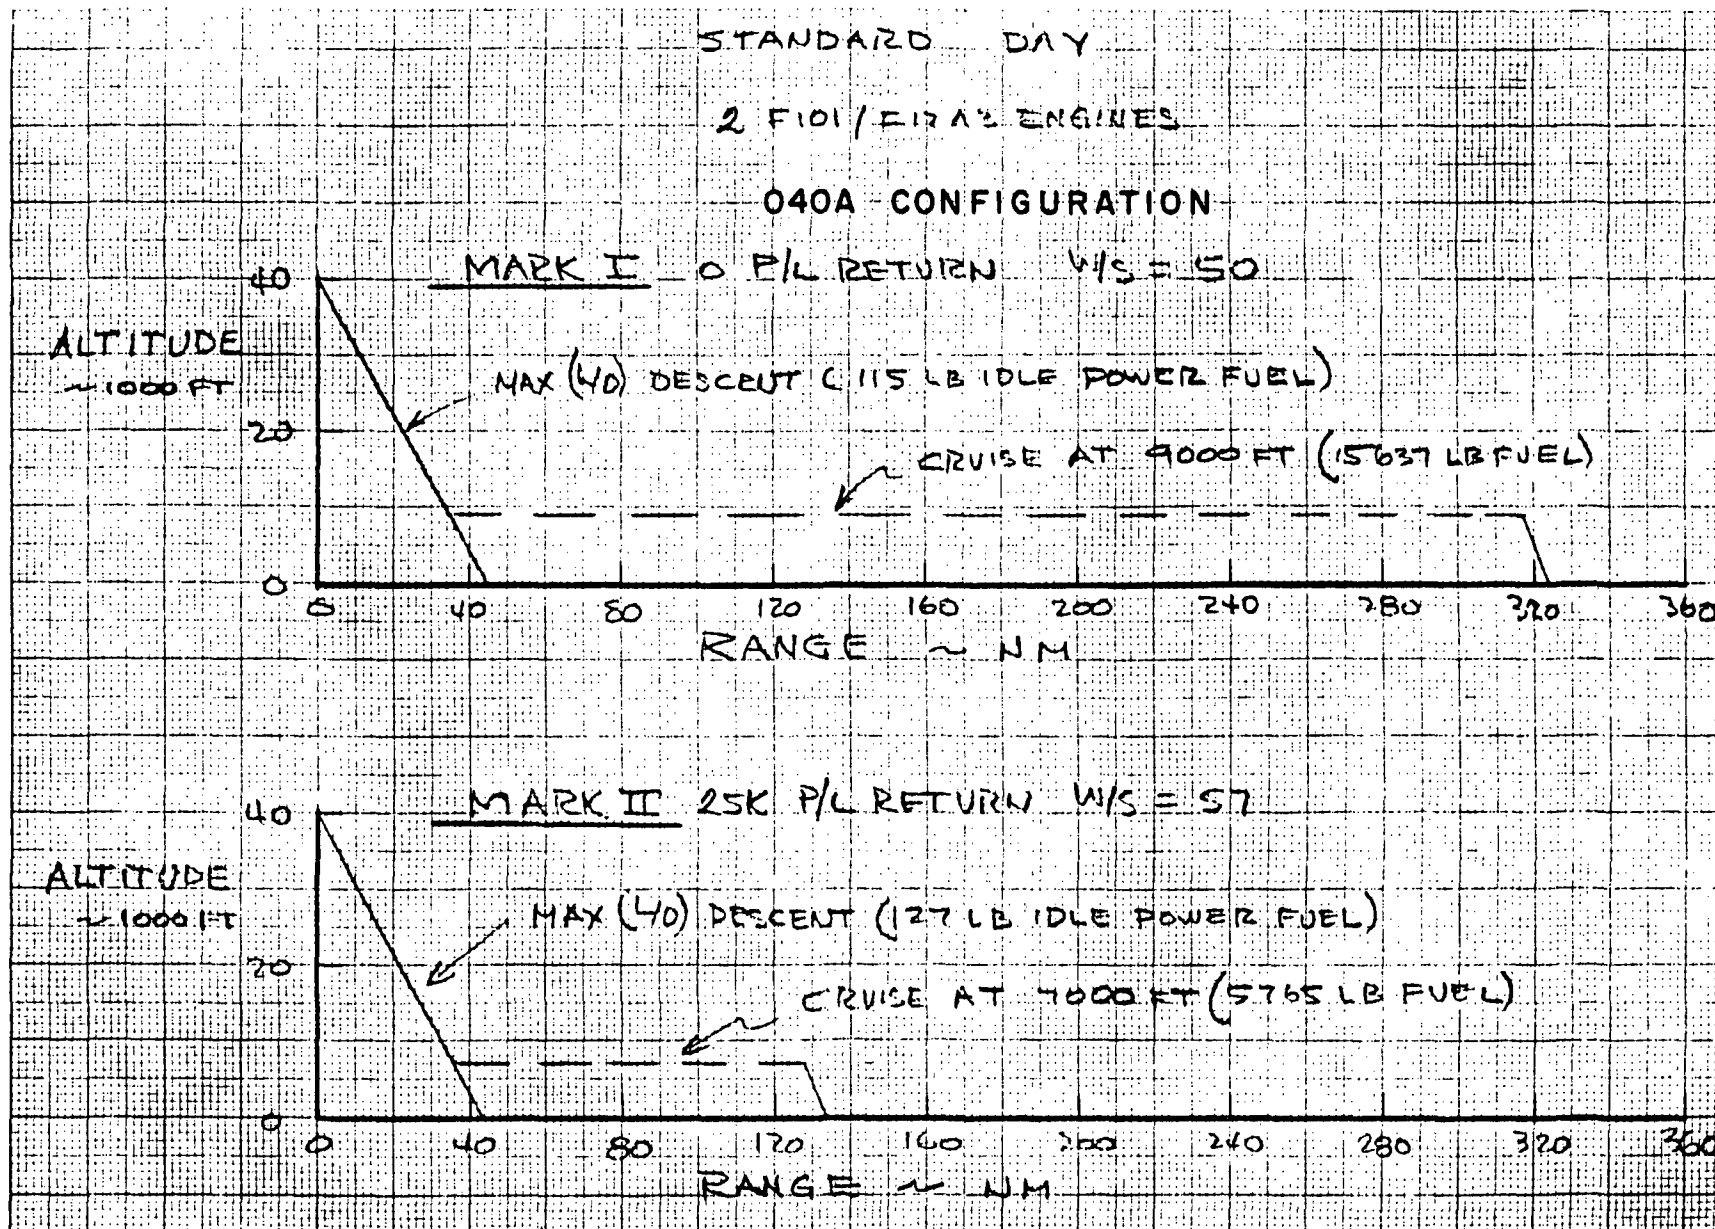 STANDARD DAY
2 F101/F12A3 ENGINES
040A CONFIGURATION
MARK I 0 P/L RETURN W/S = 50
40
ALTITUDE
~ 1000 FT
MAX (L/D) DESCENT (115 LB IDLE POWER FUEL)
20
CRUISE AT 9000 FT (15637 LB FUEL)
0
0 40 80 120 160 200 240 280 320 360
RANGE ~ NM
MARK II 25K P/L RETURN W/S = 57
40
ALTITUDE
~ 1000 FT
MAX (L/D) DESCENT (127 LB IDLE POWER FUEL)
20
CRUISE AT 7000 FT (5765 LB FUEL)
0
0 40 80 120 160 200 240 280 320 360
RANGE ~ NM